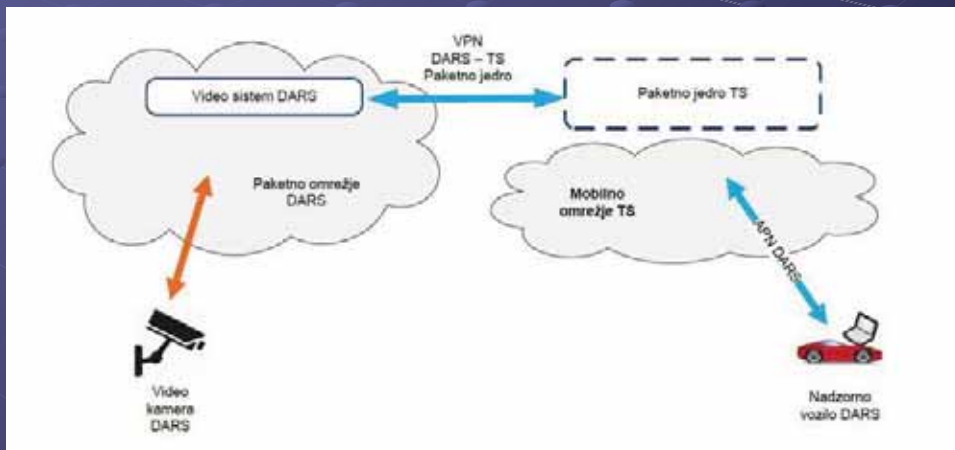 VPN
DARS – TS
Paketno jedro
Video sistem DARS
Paketno jedro TS
Paketno omrežje
DARS
Mobilno
omrežje TS
APN DARS
Video
kamera
DARS
Nadzorno
vozilo DARS